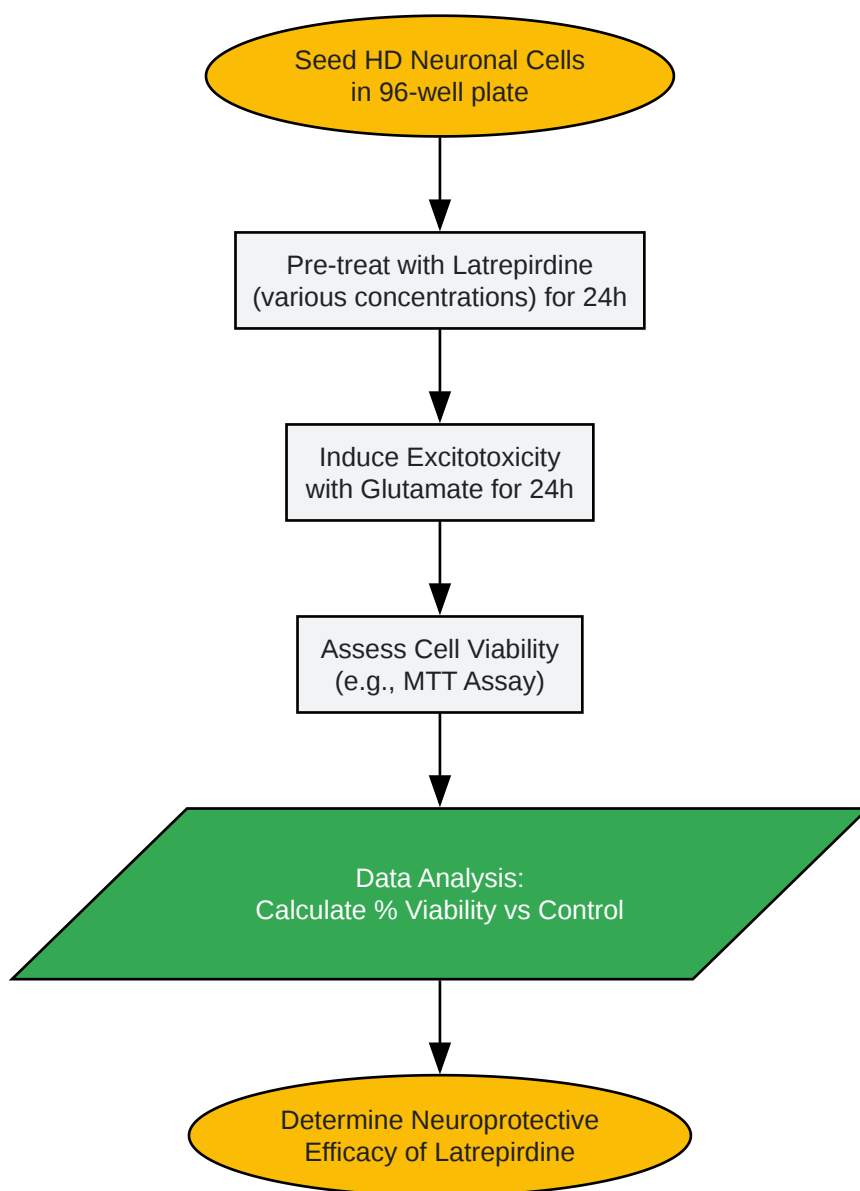 Seed HD Neuronal Cells
in 96-well plate
Pre-treat with Latrepirdine
(various concentrations) for 24h
Induce Excitotoxicity
with Glutamate for 24h
Assess Cell Viability
(e.g., MTT Assay)
Data Analysis:
Calculate % Viability vs Control
Determine Neuroprotective
Efficacy of Latrepirdine